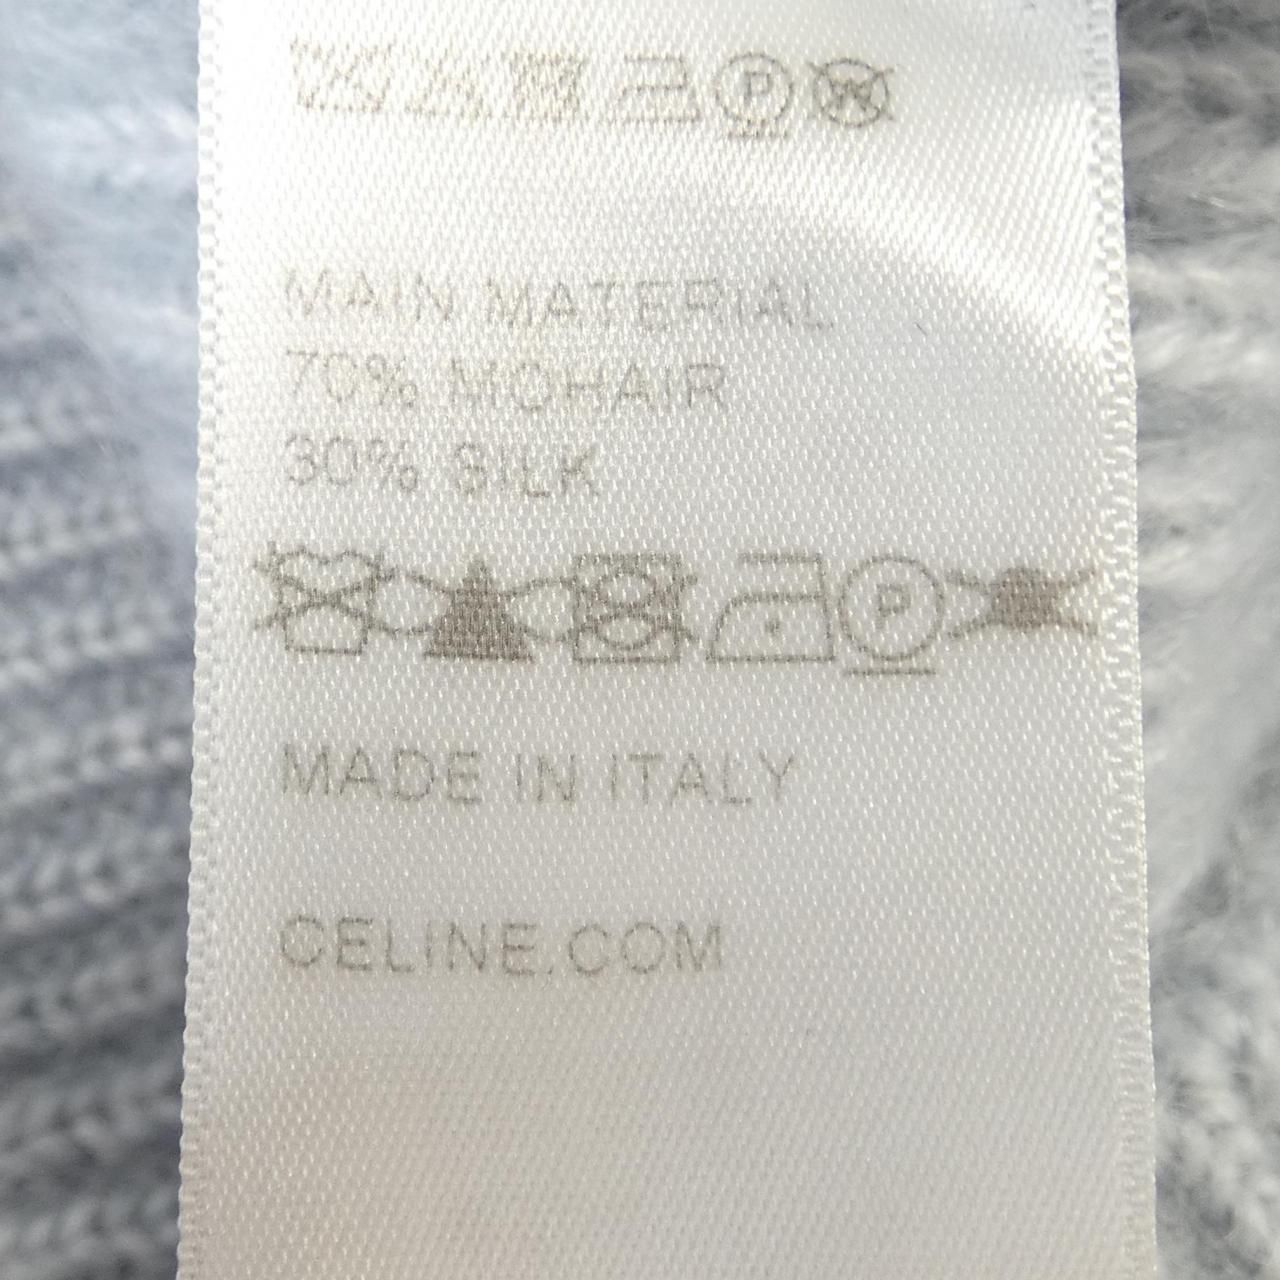 P W
MAIN MATERIAL
70% MOHAIR
30% SILK
P
MADE IN ITALY
CELINE.COM